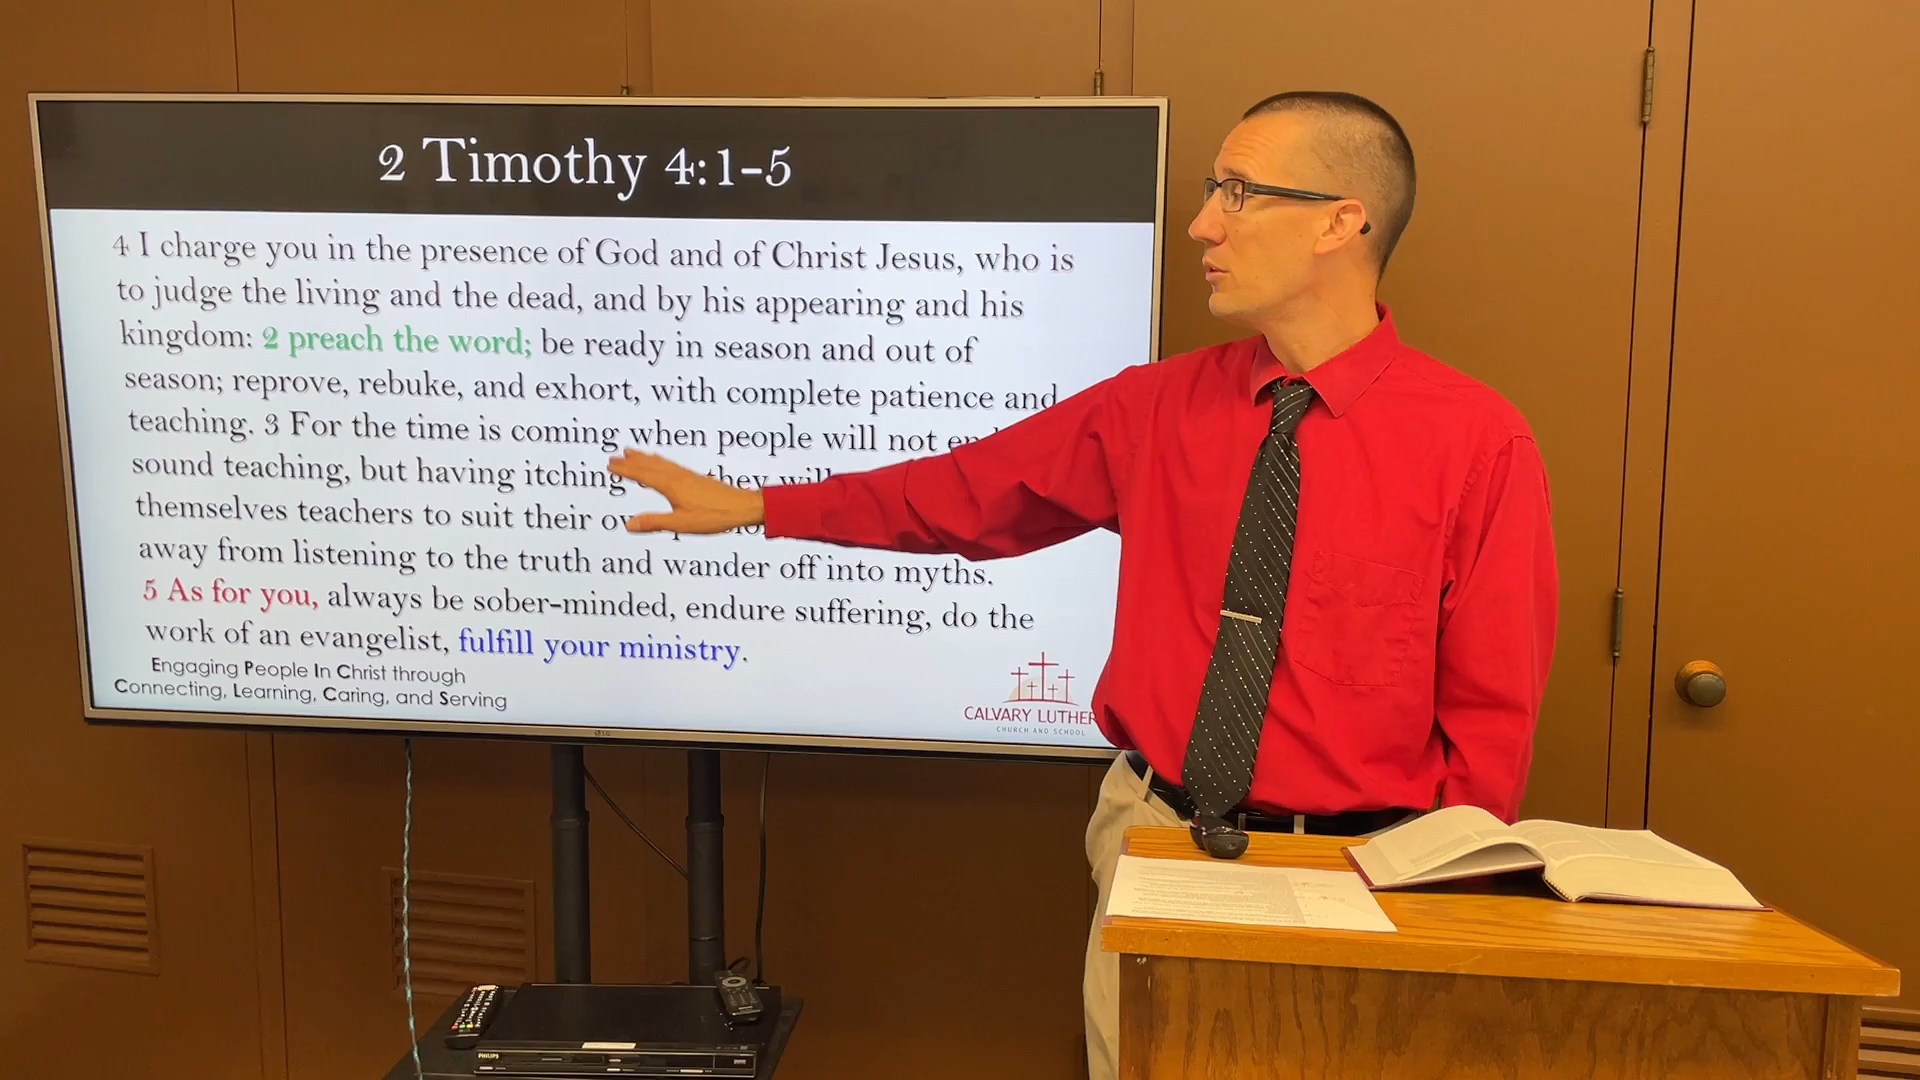 2 Timothy 4:1-5
4 I charge you in the presence of God and of Christ Jesus, who is
to judge the living and the dead, and by his appearing and his
kingdom: 2 preach the word; be ready in season and out of
season; reprove, rebuke, and exhort, with complete patience and
teaching. 3 For the time is coming when people will not
sound teaching, but having itching they will
themselves teachers to suit their
away from listening to the truth and wander off into myths.
5 As for you, always be sober-minded, endure suffering, do the
work of an evangelist, fulfill your ministry.
Engaging People In Christ through
Connecting, Learning, Caring, and Serving
CALVARY LUTHER
CHURCH AND SCHOOL
LG
PHILIPS